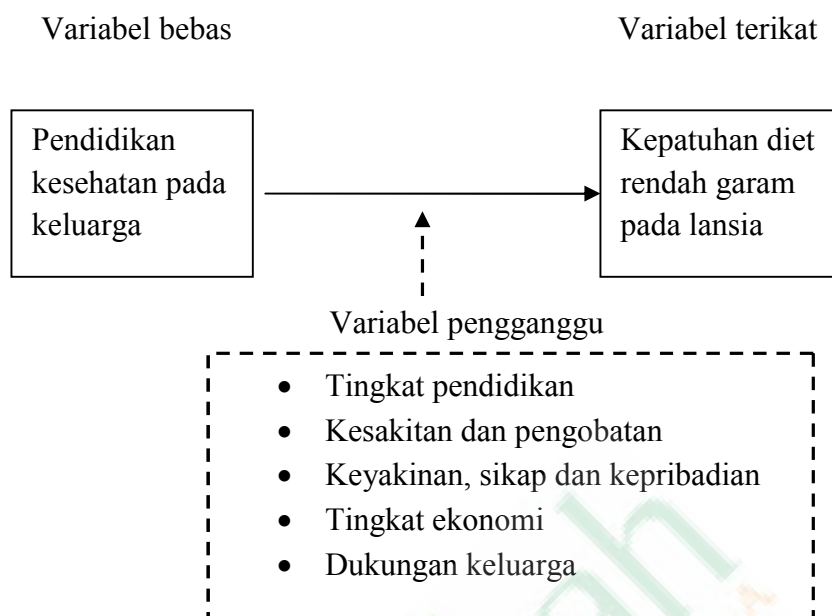 Variabel bebas
Variabel terikat
Pendidikan
kesehatan pada
keluarga
Kepatuhan diet
rendah garam
pada lansia
Variabel pengganggu
• Tingkat pendidikan
• Kesakitan dan pengobatan
• Keyakinan, sikap dan kepribadian
• Tingkat ekonomi
• Dukungan keluarga